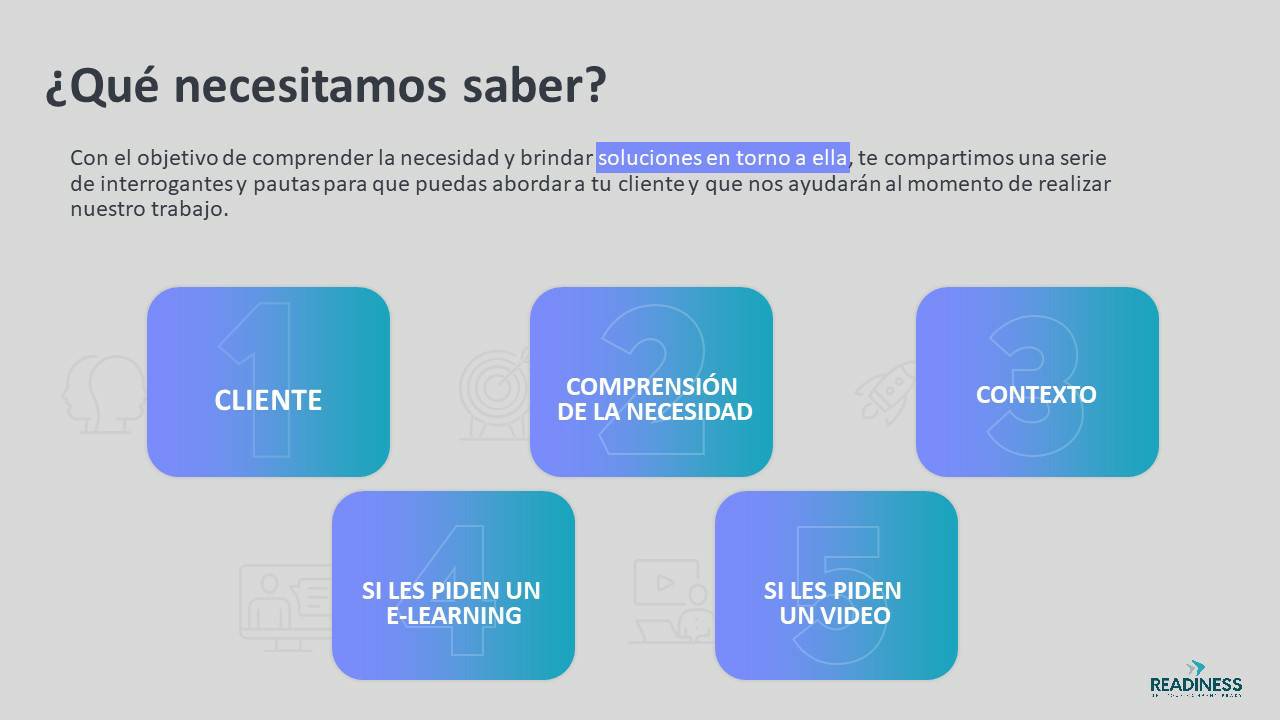 ¿Qué necesitamos saber?
Con el objetivo de comprender la necesidad y brindar soluciones en torno a ella, te compartimos una serie
de interrogantes y pautas para que puedas abordar a tu cliente y que nos ayudarán al momento de realizar
nuestro trabajo.
1
CLIENTE
2
COMPRENSIÓN
DE LA NECESIDAD
3
CONTEXTO
4
SI LES PIDEN UN
E-LEARNING
5
SI LES PIDEN
UN VIDEO
READINESS